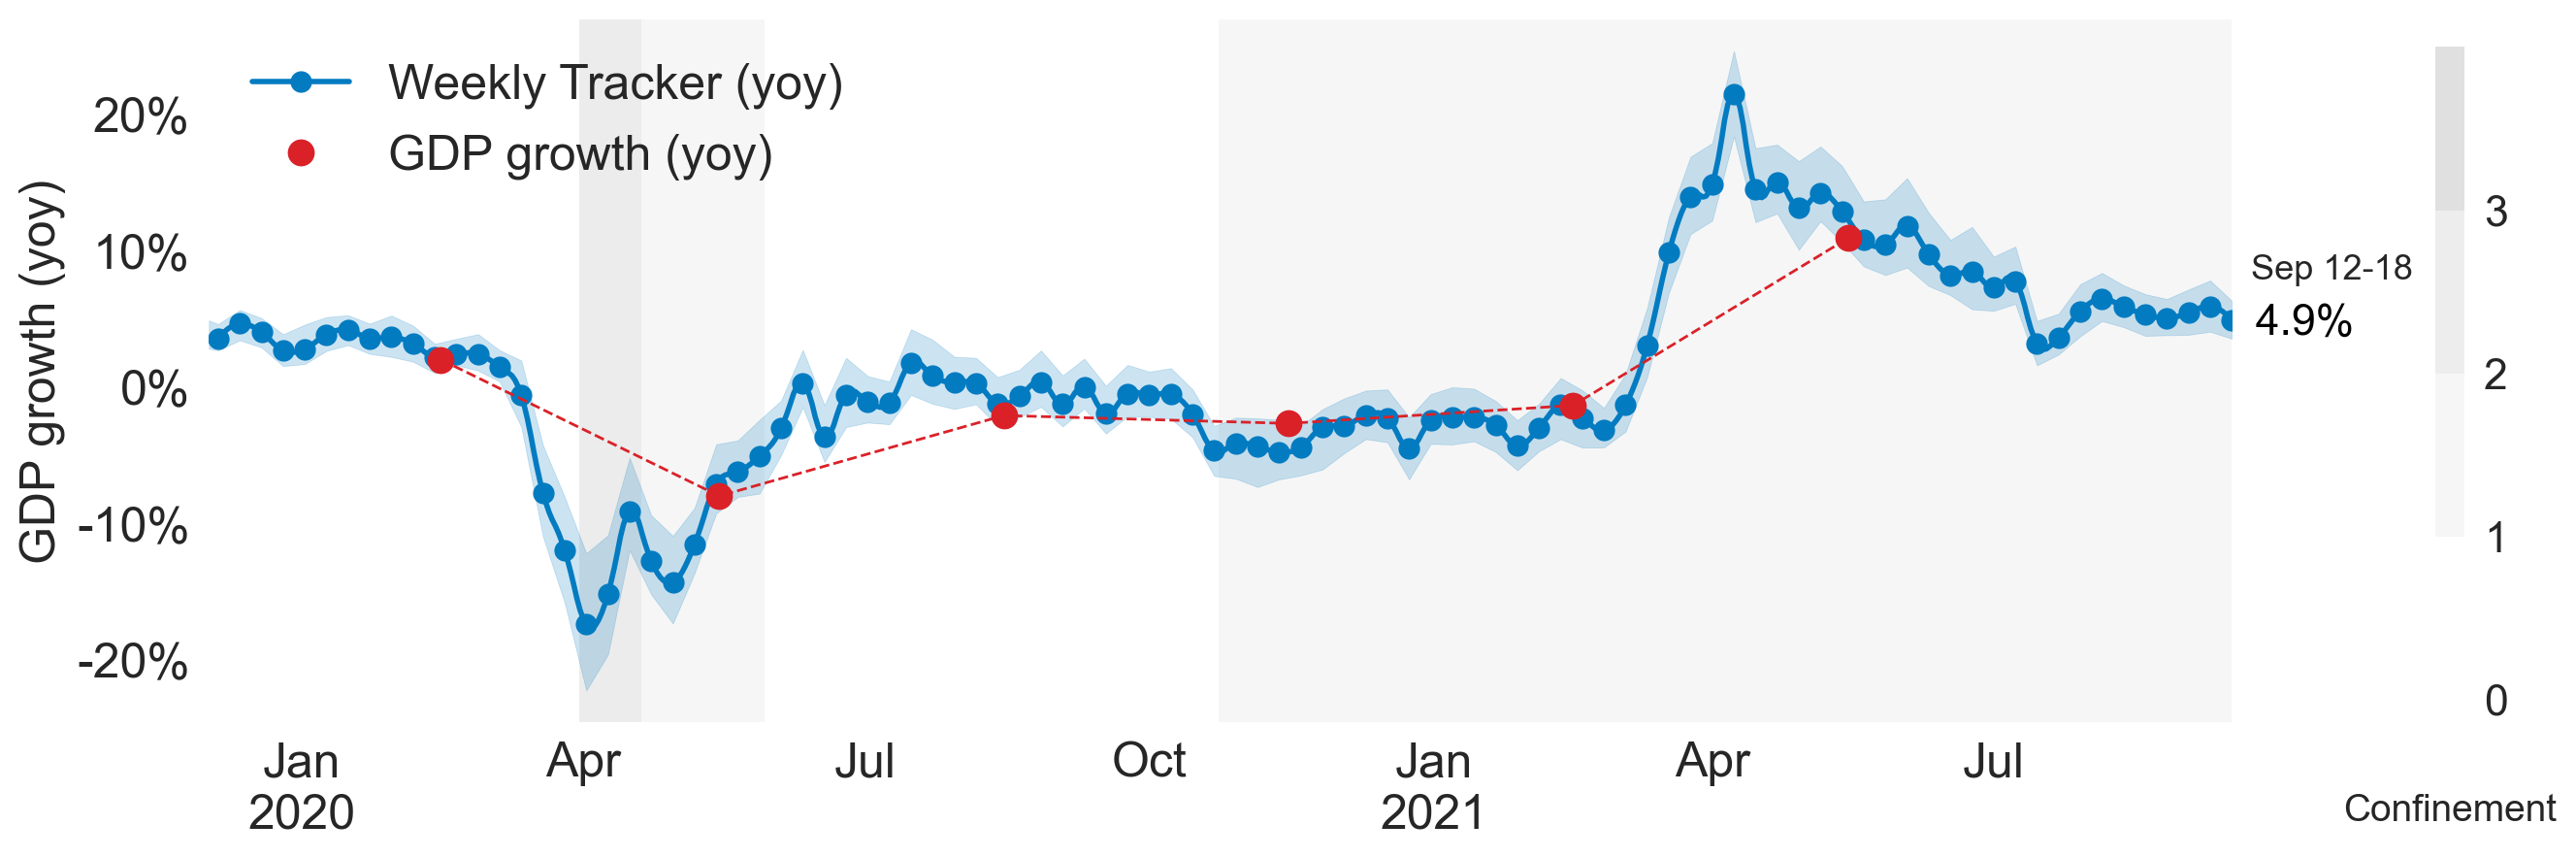 Weekly Tracker (yoy)
GDP growth (yoy)
GDP growth (yoy)
20%
10%
0%
-10%
-20%
Jan
2020
Apr
Jul
Oct
Jan
2021
Apr
Jul
Sep 12-18
4.9%
3
2
1
0
Confinement